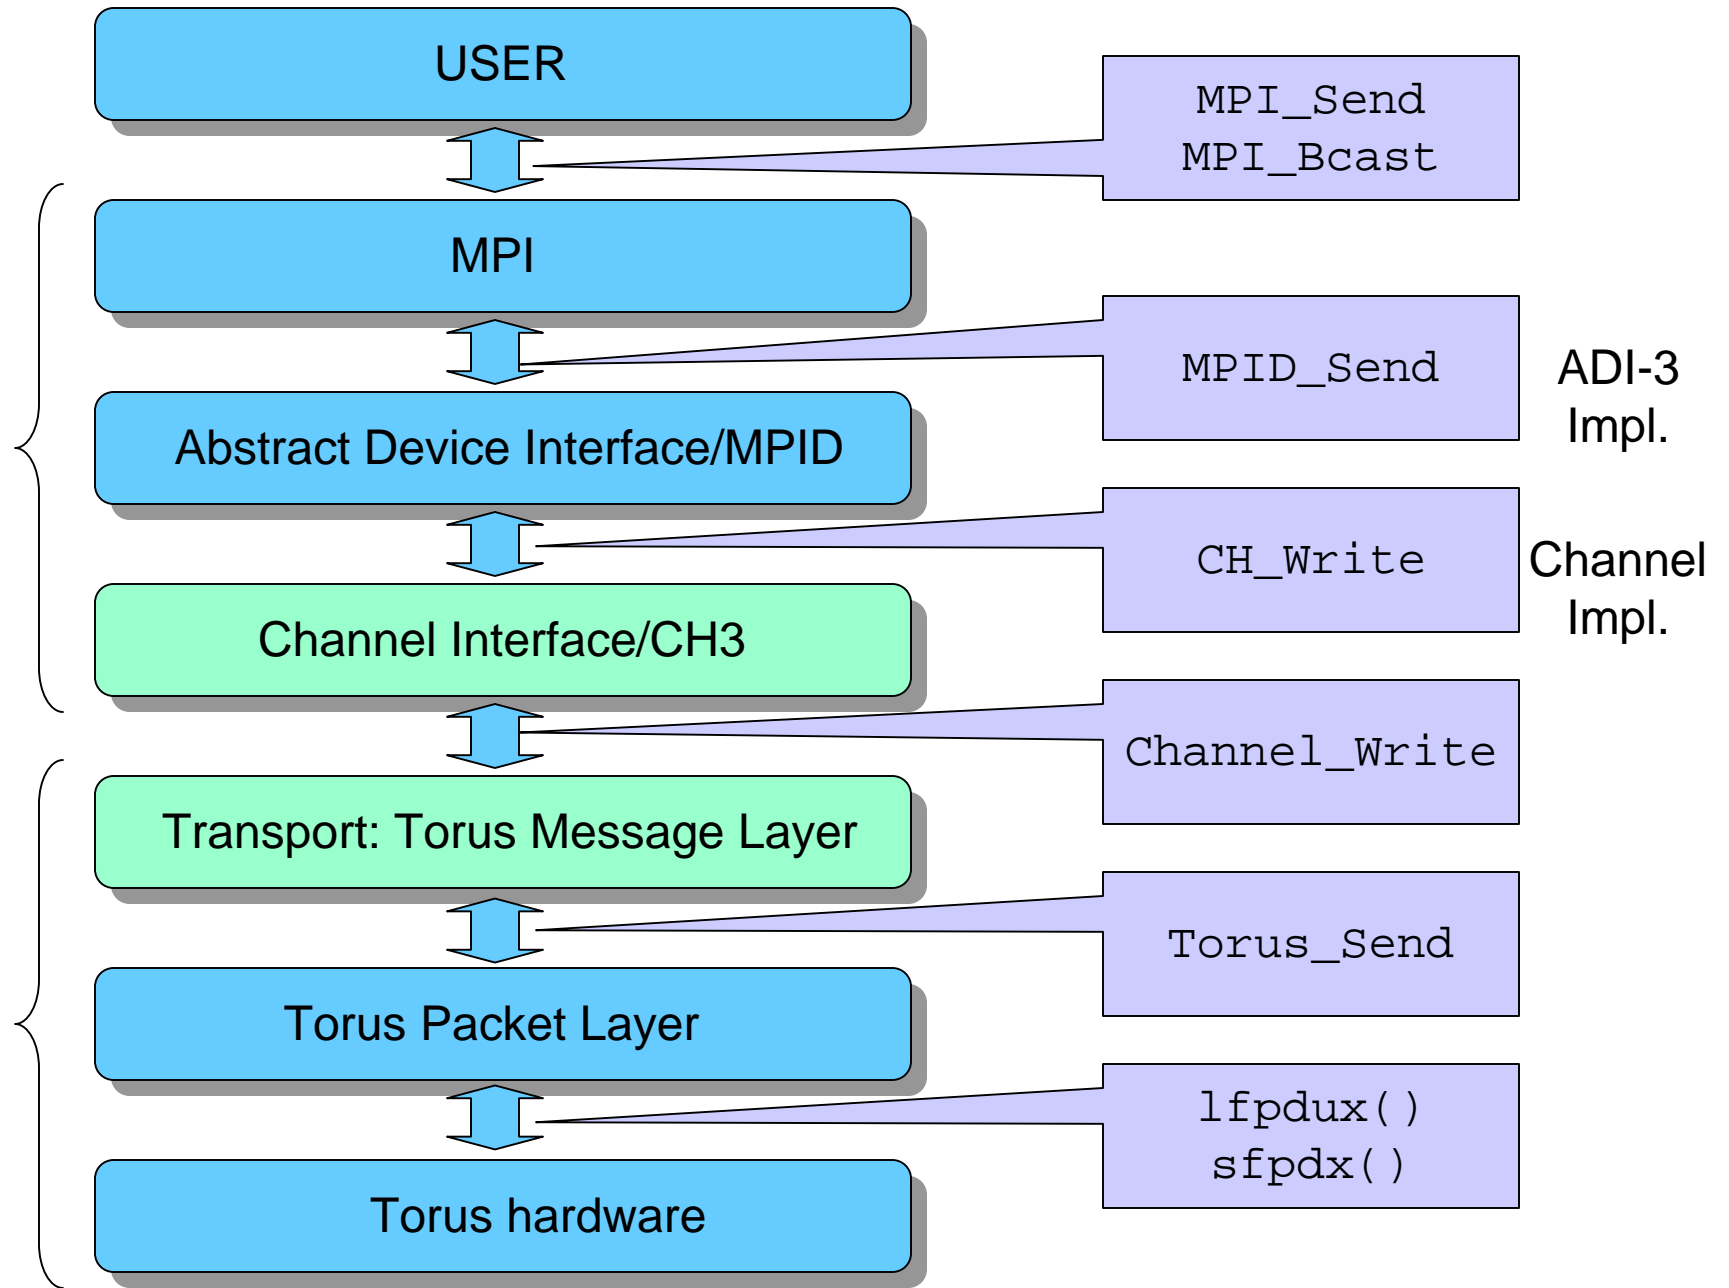 USER
MPI_Send
MPI_Bcast
MPI
MPID_Send
ADI-3
Impl.
Abstract Device Interface/MPID
CH_Write
Channel
Impl.
Channel Interface/CH3
Channel_Write
Transport: Torus Message Layer
Torus_Send
Torus Packet Layer
lfpdux()
sfpdx()
Torus hardware